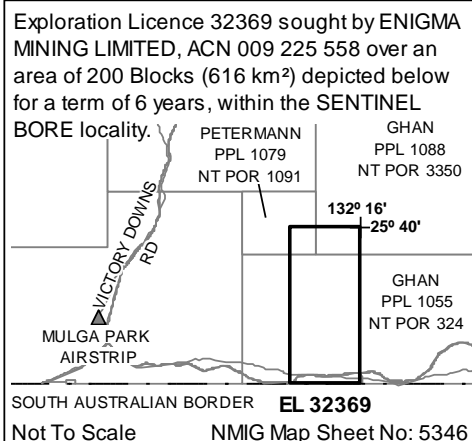 Exploration Licence 32369 sought by ENIGMA
MINING LIMITED, ACN 009 225 558 over an
area of 200 Blocks (616 km²) depicted below
for a term of 6 years, within the SENTINEL
BORE locality.
PETERMANN
PPL 1079
NT POR 1091
GHAN
PPL 1088
NT POR 3350
132º 16'
25º 40'
VICTORY DOWNS
RD
MULGA PARK
AIRSTRIP
GHAN
PPL 1055
NT POR 324
SOUTH AUSTRALIAN BORDER
EL 32369
Not To Scale
NMIG Map Sheet No: 5346